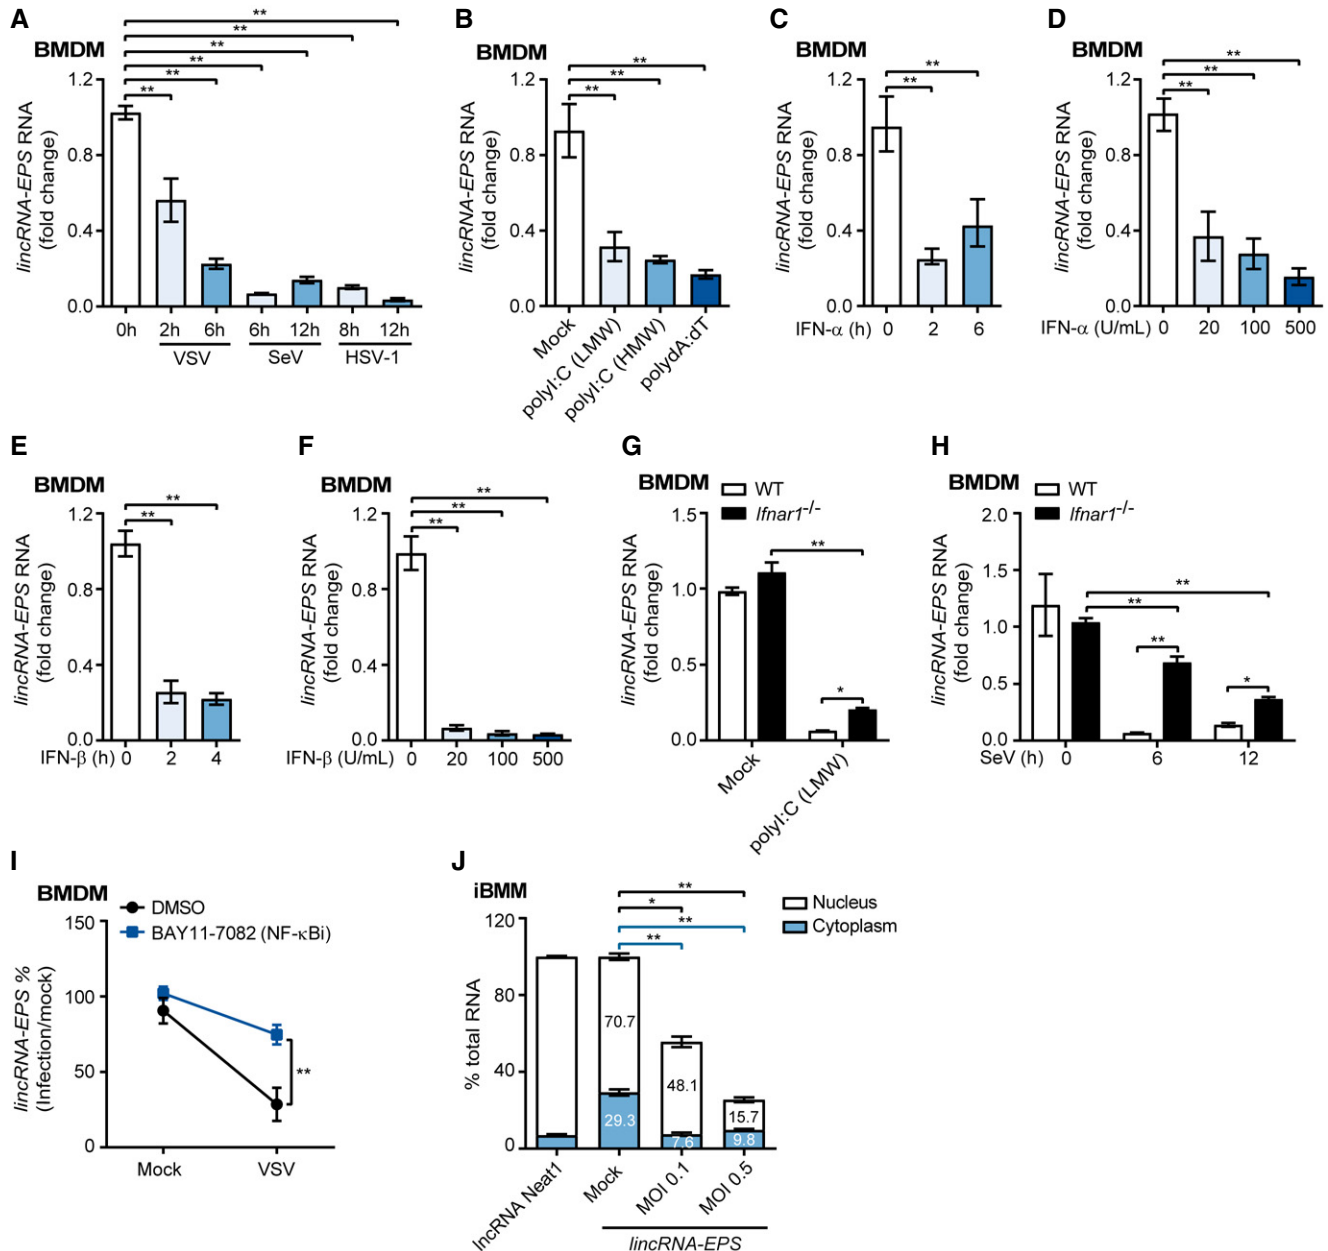 A
BMDM
lincRNA-EPS RNA
(fold change)
1.2
0.8
0.4
0.0
** ** ** ** ** **
0h 2h 6h 6h 12h 8h 12h
VSV SeV HSV-1
B
BMDM
lincRNA-EPS RNA
(fold change)
1.2
0.8
0.4
0.0
** ** **
Mock
polyI:C (LMW)
polyI:C (HMW)
polydA:dT
C
BMDM
lincRNA-EPS RNA
(fold change)
1.2
0.8
0.4
0.0
** **
IFN-α (h) 0 2 6
D
BMDM
lincRNA-EPS RNA
(fold change)
1.2
0.8
0.4
0.0
** ** **
IFN-α (U/mL) 0 20 100 500
E
BMDM
lincRNA-EPS RNA
(fold change)
1.2
0.8
0.4
0.0
** **
IFN-β (h) 0 2 4
F
BMDM
lincRNA-EPS RNA
(fold change)
1.2
0.8
0.4
0.0
** ** **
IFN-β (U/mL) 0 20 100 500
G
BMDM
WT
Ifnar1-/-
lincRNA-EPS RNA
(fold change)
1.5
1.0
0.5
0.0
**
*
Mock
polyI:C (LMW)
H
BMDM
WT
Ifnar1-/-
lincRNA-EPS RNA
(fold change)
2.0
1.5
1.0
0.5
0.0
**
**
**
*
SeV (h) 0 6 12
I
BMDM
DMSO
BAY11-7082 (NF-κBi)
lincRNA-EPS %
(Infection/mock)
150
100
50
0
**
Mock VSV
J
iBMM
Nucleus
Cytoplasm
% total RNA
120
80
40
0
**
*
**
**
70.7
29.3
48.1
7.6
15.7
9.8
lncRNA Neat1
Mock
MOI 0.1
MOI 0.5
lincRNA-EPS